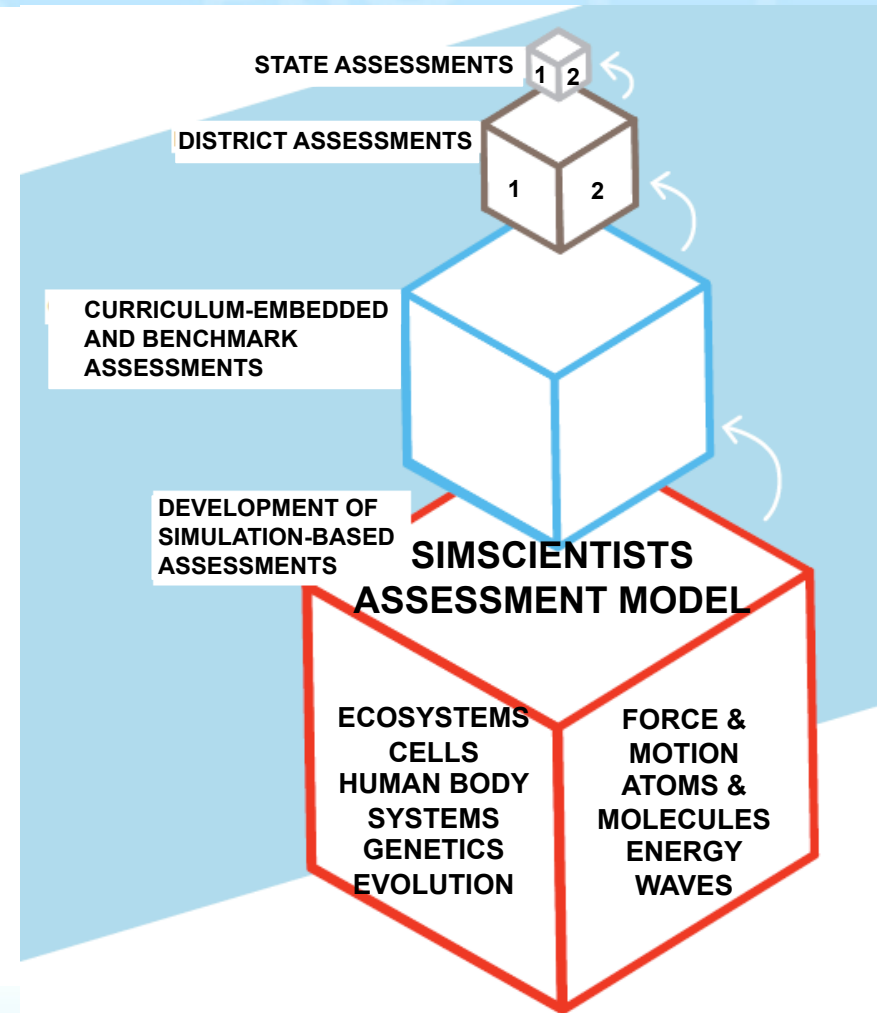 STATE ASSESSMENTS
1 2
DISTRICT ASSESSMENTS
1 2
CURRICULUM-EMBEDDED
AND BENCHMARK
ASSESSMENTS
DEVELOPMENT OF
SIMULATION-BASED
ASSESSMENTS
SIMSCIENTISTS
ASSESSMENT MODEL
ECOSYSTEMS
CELLS
HUMAN BODY
SYSTEMS
GENETICS
EVOLUTION
FORCE &
MOTION
ATOMS &
MOLECULES
ENERGY
WAVES